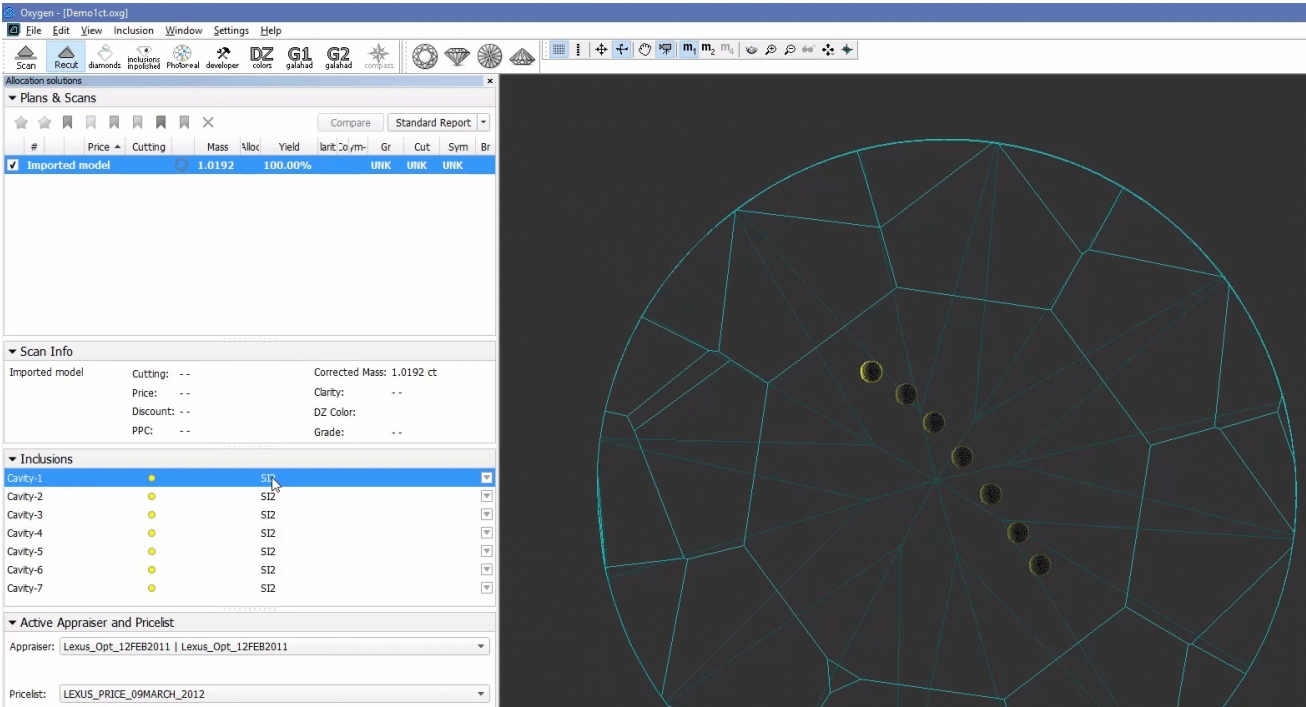 Oxygen - [Demo1ct.oxg]
File Edit View Inclusion Window Settings Help
Scan Recut diamonds inclusions inpolished Photoreal developer DZ colors G1 galahad G2 galahad compass m1 m2 m4
Allocation solutions
Plans & Scans
Compare Standard Report
# Price Cutting Mass Alloc Yield larit Co ym- Gr Cut Sym Br
Imported model 1.0192 100.00% UNK UNK UNK
Scan Info
Imported model Cutting: - - Corrected Mass: 1.0192 ct
Price: - - Clarity: - -
Discount: - - DZ Color:
PPC: - - Grade: - -
Inclusions
Cavity-1 SI2
Cavity-2 SI2
Cavity-3 SI2
Cavity-4 SI2
Cavity-5 SI2
Cavity-6 SI2
Cavity-7 SI2
Active Appraiser and Pricelist
Appraiser: Lexus_Opt_12FEB2011 | Lexus_Opt_12FEB2011
Pricelist: LEXUS_PRICE_09MARCH_2012